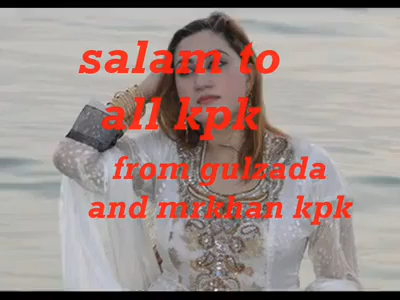 salam to
all kpk
from gulzada
and mrkhan kpk